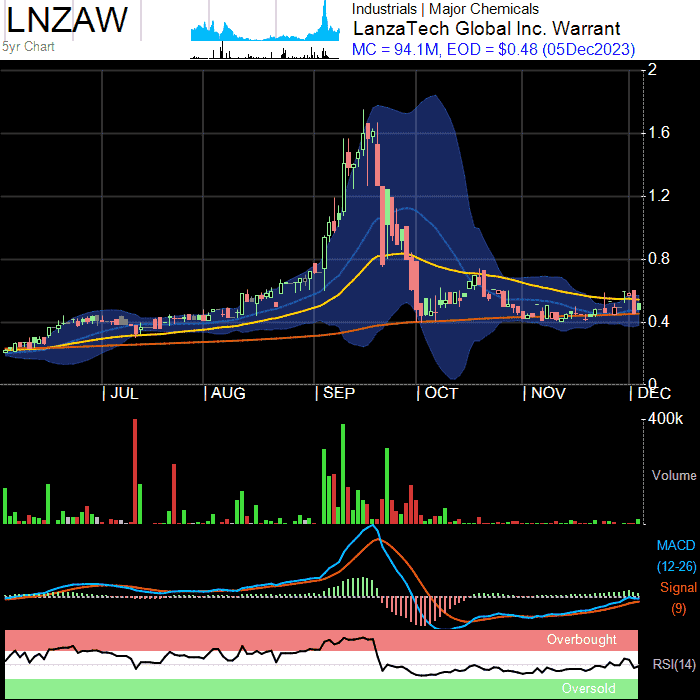 LNZAW
5yr Chart
Industrials | Major Chemicals
LanzaTech Global Inc. Warrant
MC = 94.1M, EOD = $0.48 (05Dec2023)
2
1.6
1.2
0.8
0.4
0
| JUL | AUG | SEP | OCT | NOV | DEC
400k
Volume
MACD
(12-26)
Signal
(9)
Overbought
RSI(14)
Oversold